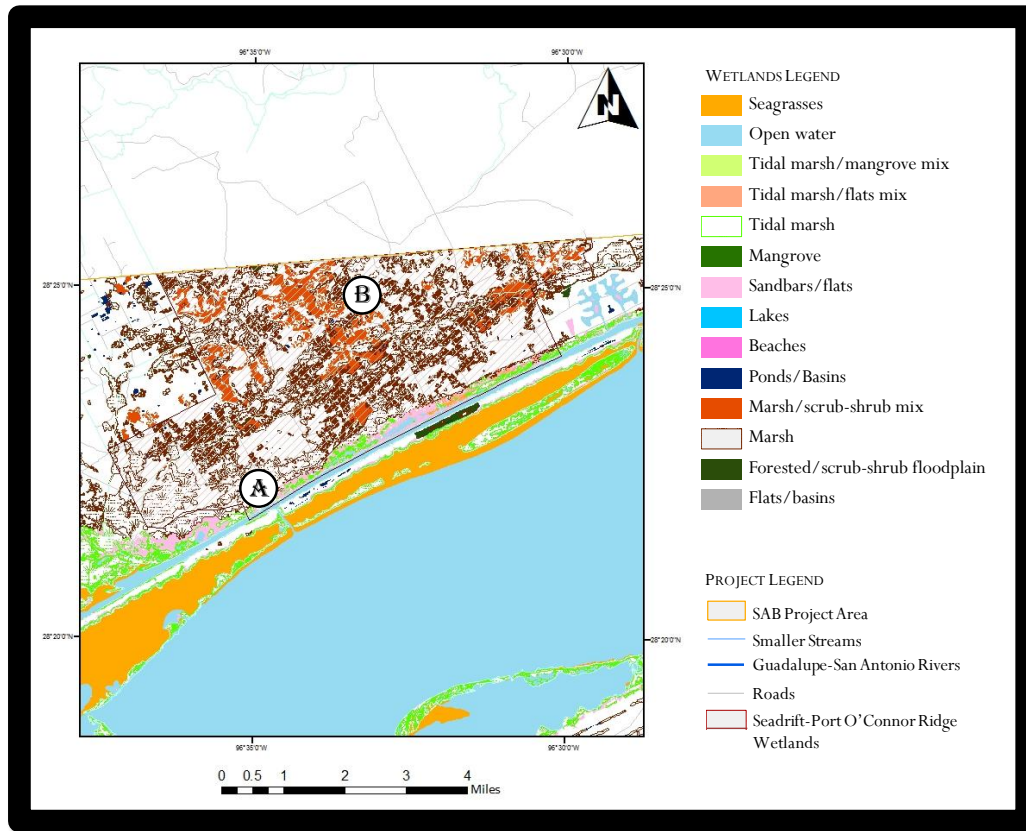 96°35'0"W
96°30'0"W
N
WETLANDS LEGEND
Seagrasses
Open water
Tidal marsh/mangrove mix
Tidal marsh/flats mix
Tidal marsh
Mangrove
Sandbars/flats
Lakes
Beaches
Ponds/Basins
Marsh/scrub-shrub mix
Marsh
Forested/scrub-shrub floodplain
Flats/basins
28°25'0"N
28°25'0"N
B
A
28°20'0"N
28°20'0"N
PROJECT LEGEND
SAB Project Area
Smaller Streams
Guadalupe-San Antonio Rivers
Roads
Seadrift-Port O'Connor Ridge
Wetlands
96°35'0"W
96°30'0"W
0 0.5 1 2 3 4
Miles